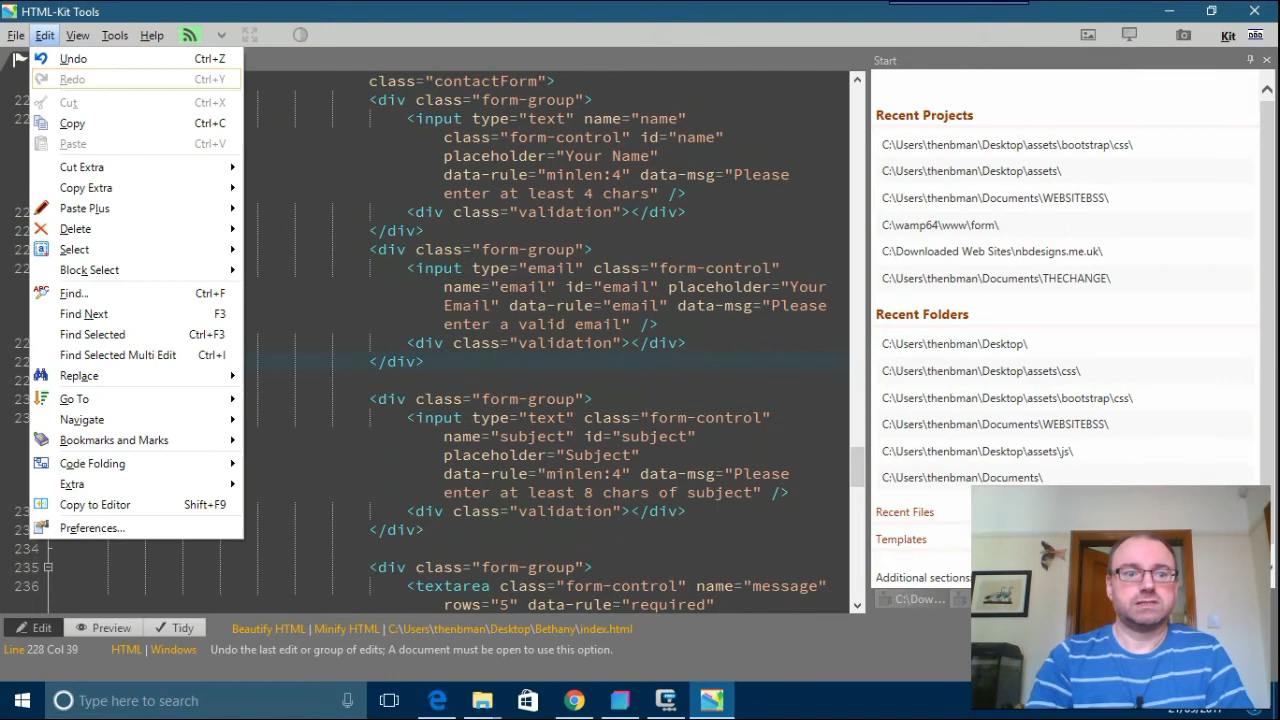 HTML-Kit Tools
File Edit View Tools Help
Kit
Undo Ctrl+Z
Redo Ctrl+Y
Cut Ctrl+X
Copy Ctrl+C
Paste Ctrl+V
Cut Extra
Copy Extra
Paste Plus
Delete
Select
Block Select
Find... Ctrl+F
Find Next F3
Find Selected Ctrl+F3
Find Selected Multi Edit Ctrl+I
Replace
Go To
Navigate
Bookmarks and Marks
Code Folding
Extra
Copy to Editor Shift+F9
Preferences...
234
235
236
class="contactForm">
<div class="form-group">
<input type="text" name="name"
class="form-control" id="name"
placeholder="Your Name"
data-rule="minlen:4" data-msg="Please
enter at least 4 chars" />
<div class="validation"></div>
</div>
<div class="form-group">
<input type="email" class="form-control"
name="email" id="email" placeholder="Your
Email" data-rule="email" data-msg="Please
enter a valid email" />
<div class="validation"></div>
</div>
<div class="form-group">
<input type="text" class="form-control"
name="subject" id="subject"
placeholder="Subject"
data-rule="minlen:4" data-msg="Please
enter at least 8 chars of subject" />
<div class="validation"></div>
</div>
<div class="form-group">
<textarea class="form-control" name="message"
rows="5" data-rule="required"
Start
Recent Projects
C:\Users\thenbman\Desktop\assets\bootstrap\css\
C:\Users\thenbman\Desktop\assets\
C:\Users\thenbman\Documents\WEBSITEBSS\
C:\wamp64\www\form\
C:\Downloaded Web Sites\nbdesigns.me.uk\
C:\Users\thenbman\Documents\THECHANGE\
Recent Folders
C:\Users\thenbman\Desktop\
C:\Users\thenbman\Desktop\assets\css\
C:\Users\thenbman\Desktop\assets\bootstrap\css\
C:\Users\thenbman\Documents\WEBSITEBSS\
C:\Users\thenbman\Desktop\assets\js\
C:\Users\thenbman\Documents\
Recent Files
Templates
Additional sections:
C:\Dow...
Edit Preview Tidy
Beautify HTML | Minify HTML | C:\Users\thenbman\Desktop\Bethany\index.html
Line 228 Col 39 HTML | Windows Undo the last edit or group of edits; A document must be open to use this option.
Type here to search